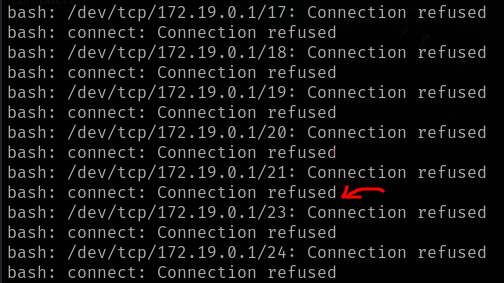 bash: /dev/tcp/172.19.0.1/17: Connection refused
bash: connect: Connection refused
bash: /dev/tcp/172.19.0.1/18: Connection refused
bash: connect: Connection refused
bash: /dev/tcp/172.19.0.1/19: Connection refused
bash: connect: Connection refused
bash: /dev/tcp/172.19.0.1/20: Connection refused
bash: connect: Connection refused
bash: /dev/tcp/172.19.0.1/21: Connection refused
bash: connect: Connection refused
bash: /dev/tcp/172.19.0.1/23: Connection refused
bash: connect: Connection refused
bash: /dev/tcp/172.19.0.1/24: Connection refused
bash: connect: Connection refused